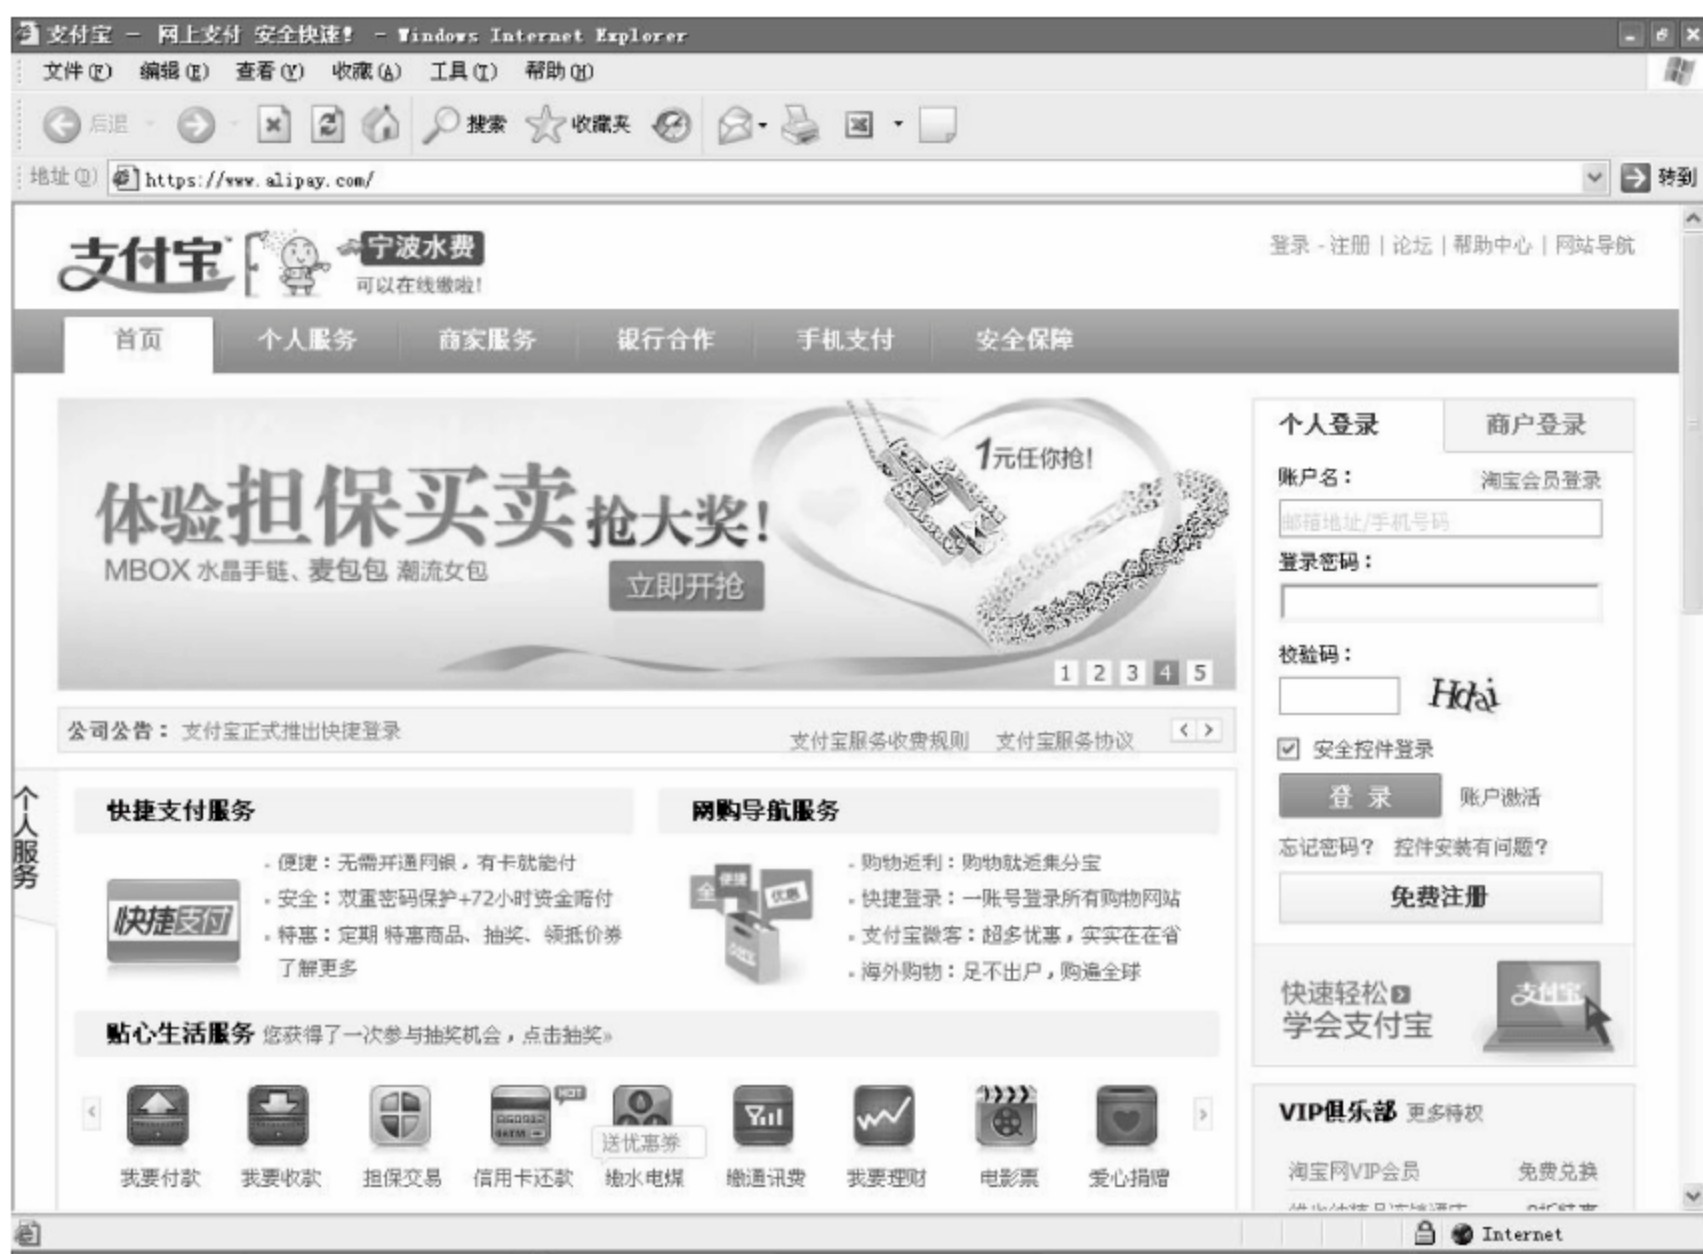 支付宝 － 网上支付 安全快速！ - Windows Internet Explorer
文件(F) 编辑(E) 查看(V) 收藏(A) 工具(T) 帮助(H)
后退 搜索 收藏夹
地址(D) https://www.alipay.com/ 转到
支付宝 宁波水费
可以在线缴啦！
登录 - 注册 | 论坛 | 帮助中心 | 网站导航
首页 个人服务 商家服务 银行合作 手机支付 安全保障
1元任你抢！
体验担保买卖抢大奖！
MBOX 水晶手链、麦包包 潮流女包
立即开抢
1 2 3 4 5
公司公告： 支付宝正式推出快捷登录 支付宝服务收费规则 支付宝服务协议 < >
个人服务
快捷支付服务
快捷支付
- 便捷：无需开通网银，有卡就能付
- 安全：双重密码保护+72小时资金赔付
- 特惠：定期 特惠商品、抽奖、领抵价券
了解更多
网购导航服务
全 便捷 优惠
- 购物返利：购物就返集分宝
- 快捷登录：一账号登录所有购物网站
- 支付宝微客：超多优惠，实实在在省
- 海外购物：足不出户，购遍全球
贴心生活服务 您获得了一次参与抽奖机会，点击抽奖»
HOT
送优惠券
我要付款 我要收款 担保交易 信用卡还款 缴水电煤 缴通讯费 我要理财 电影票 爱心捐赠
个人登录 商户登录
账户名： 淘宝会员登录
邮箱地址/手机号码
登录密码：
校验码：
Hdai
安全控件登录
登 录 账户激活
忘记密码？ 控件安装有问题？
免费注册
快速轻松
学会支付宝
支付宝
VIP俱乐部 更多特权
淘宝网VIP会员 免费兑换
Internet